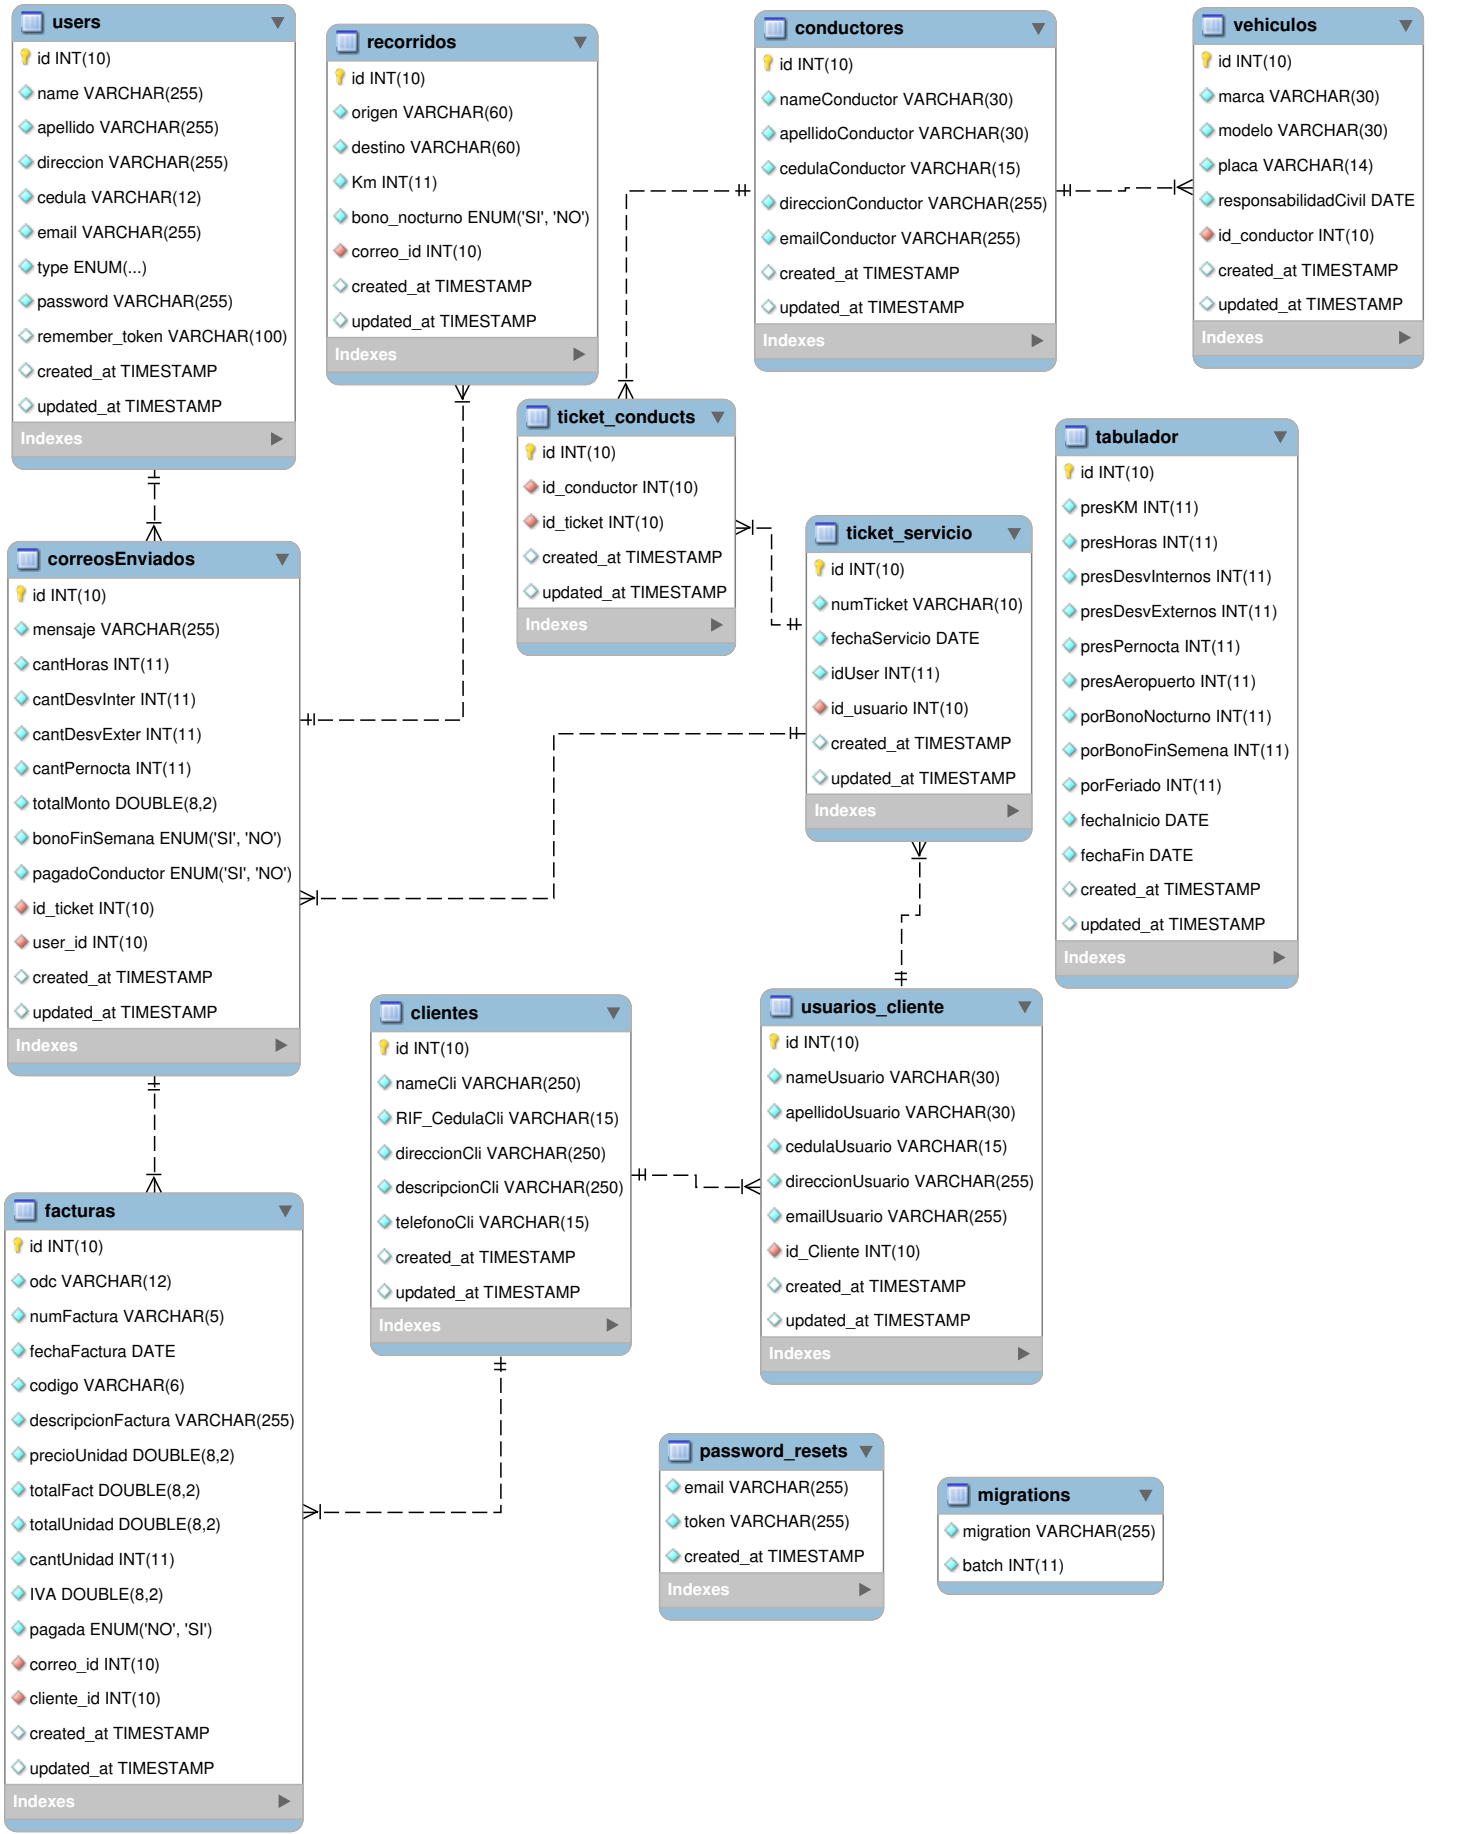 users
id INT(10)
name VARCHAR(255)
apellido VARCHAR(255)
direccion VARCHAR(255)
cedula VARCHAR(12)
email VARCHAR(255)
type ENUM(...)
password VARCHAR(255)
remember_token VARCHAR(100)
created_at TIMESTAMP
updated_at TIMESTAMP
Indexes
recorridos
id INT(10)
origen VARCHAR(60)
destino VARCHAR(60)
Km INT(11)
bono_nocturno ENUM('SI', 'NO')
correo_id INT(10)
created_at TIMESTAMP
updated_at TIMESTAMP
Indexes
conductores
id INT(10)
nameConductor VARCHAR(30)
apellidoConductor VARCHAR(30)
cedulaConductor VARCHAR(15)
direccionConductor VARCHAR(255)
emailConductor VARCHAR(255)
created_at TIMESTAMP
updated_at TIMESTAMP
Indexes
vehiculos
id INT(10)
marca VARCHAR(30)
modelo VARCHAR(30)
placa VARCHAR(14)
responsabilidadCivil DATE
id_conductor INT(10)
created_at TIMESTAMP
updated_at TIMESTAMP
Indexes
ticket_conducts
id INT(10)
id_conductor INT(10)
id_ticket INT(10)
created_at TIMESTAMP
updated_at TIMESTAMP
Indexes
tabulador
id INT(10)
presKM INT(11)
presHoras INT(11)
presDesvInternos INT(11)
presDesvExternos INT(11)
presPernocta INT(11)
presAeropuerto INT(11)
porBonoNocturno INT(11)
porBonoFinSemena INT(11)
porFeriado INT(11)
fechaInicio DATE
fechaFin DATE
created_at TIMESTAMP
updated_at TIMESTAMP
Indexes
ticket_servicio
id INT(10)
numTicket VARCHAR(10)
fechaServicio DATE
idUser INT(11)
id_usuario INT(10)
created_at TIMESTAMP
updated_at TIMESTAMP
Indexes
correosEnviados
id INT(10)
mensaje VARCHAR(255)
cantHoras INT(11)
cantDesvInter INT(11)
cantDesvExter INT(11)
cantPernocta INT(11)
totalMonto DOUBLE(8,2)
bonoFinSemana ENUM('SI', 'NO')
pagadoConductor ENUM('SI', 'NO')
id_ticket INT(10)
user_id INT(10)
created_at TIMESTAMP
updated_at TIMESTAMP
Indexes
clientes
id INT(10)
nameCli VARCHAR(250)
RIF_CedulaCli VARCHAR(15)
direccionCli VARCHAR(250)
descripcionCli VARCHAR(250)
telefonoCli VARCHAR(15)
created_at TIMESTAMP
updated_at TIMESTAMP
Indexes
usuarios_cliente
id INT(10)
nameUsuario VARCHAR(30)
apellidoUsuario VARCHAR(30)
cedulaUsuario VARCHAR(15)
direccionUsuario VARCHAR(255)
emailUsuario VARCHAR(255)
id_Cliente INT(10)
created_at TIMESTAMP
updated_at TIMESTAMP
Indexes
facturas
id INT(10)
odc VARCHAR(12)
numFactura VARCHAR(5)
fechaFactura DATE
codigo VARCHAR(6)
descripcionFactura VARCHAR(255)
precioUnidad DOUBLE(8,2)
totalFact DOUBLE(8,2)
totalUnidad DOUBLE(8,2)
cantUnidad INT(11)
IVA DOUBLE(8,2)
pagada ENUM('NO', 'SI')
correo_id INT(10)
cliente_id INT(10)
created_at TIMESTAMP
updated_at TIMESTAMP
Indexes
password_resets
email VARCHAR(255)
token VARCHAR(255)
created_at TIMESTAMP
Indexes
migrations
migration VARCHAR(255)
batch INT(11)